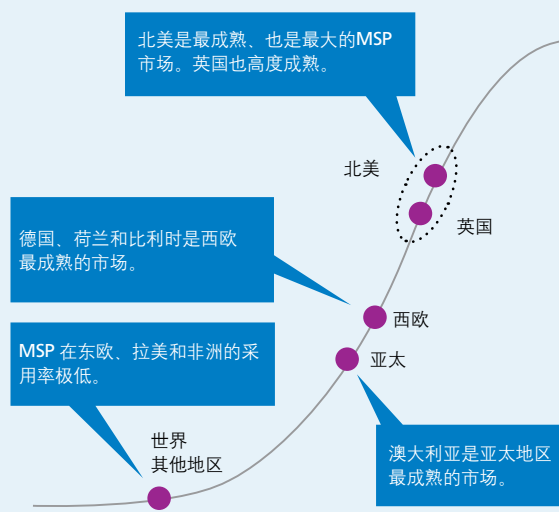 北美是最成熟、也是最大的MSP
市场。英国也高度成熟。
北美
英国
德国、荷兰和比利时是西欧
最成熟的市场。
西欧
MSP 在东欧、拉美和非洲的采
用率极低。
亚太
世界
其他地区
澳大利亚是亚太地区
最成熟的市场。